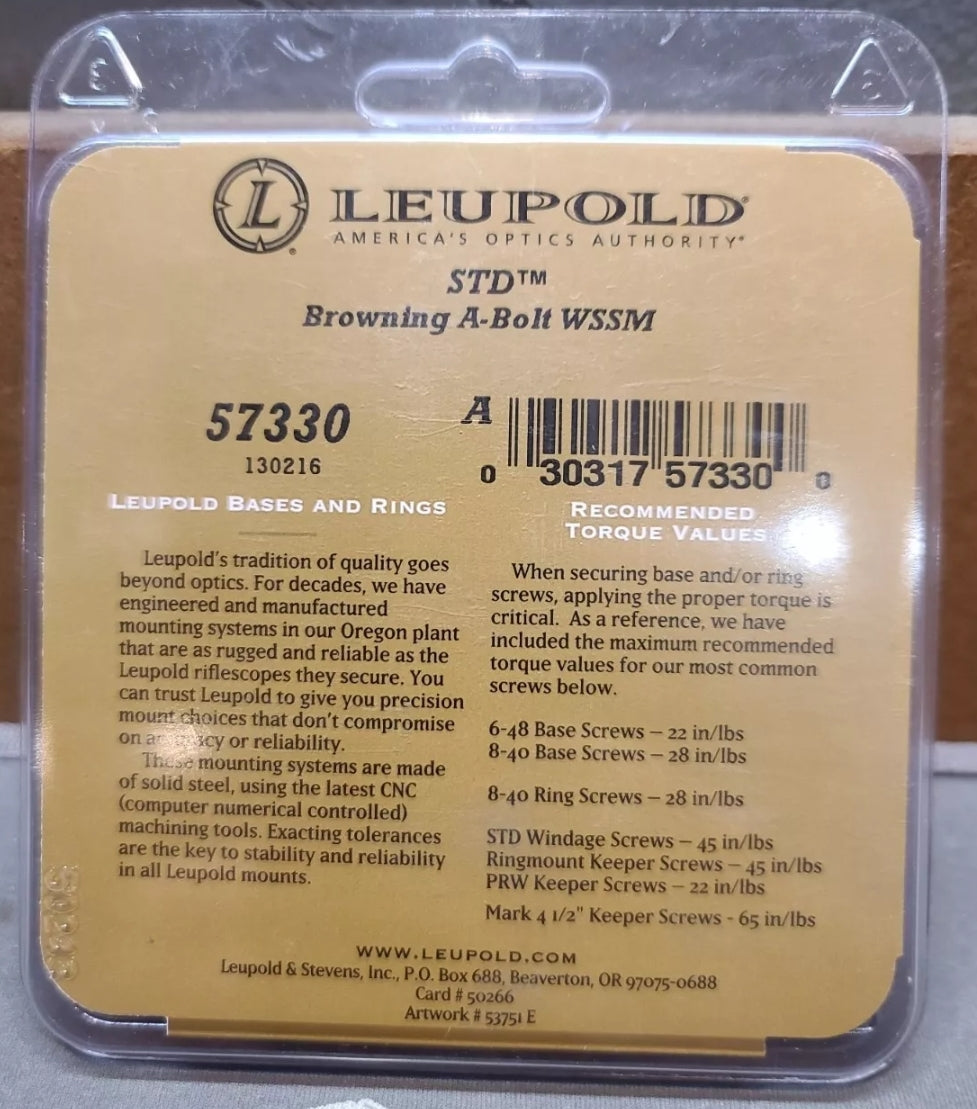 L
LEUPOLD®
AMERICA'S OPTICS AUTHORITY®
STD™
Browning A-Bolt WSSM
57330
130216
A
0 30317 57330 0
LEUPOLD BASES AND RINGS
Leupold's tradition of quality goes
beyond optics. For decades, we have
engineered and manufactured
mounting systems in our Oregon plant
that are as rugged and reliable as the
Leupold riflescopes they secure. You
can trust Leupold to give you precision
mount choices that don't compromise
on or reliability.
These mounting systems are made
of solid steel, using the latest CNC
(computer numerical controlled)
machining tools. Exacting tolerances
are the key to stability and reliability
in all Leupold mounts.
RECOMMENDED
TORQUE VALUES
When securing base and/or ring
screws, applying the proper torque is
critical. As a reference, we have
included the maximum recommended
torque values for our most common
screws below.
6-48 Base Screws – 22 in/lbs
8-40 Base Screws – 28 in/lbs
8-40 Ring Screws – 28 in/lbs
STD Windage Screws – 45 in/lbs
Ringmount Keeper Screws – 45 in/lbs
PRW Keeper Screws – 22 in/lbs
Mark 4 1/2" Keeper Screws - 65 in/lbs
WWW.LEUPOLD.COM
Leupold & Stevens, Inc., P.O. Box 688, Beaverton, OR 97075-0688
Card # 50266
Artwork # 53751 E